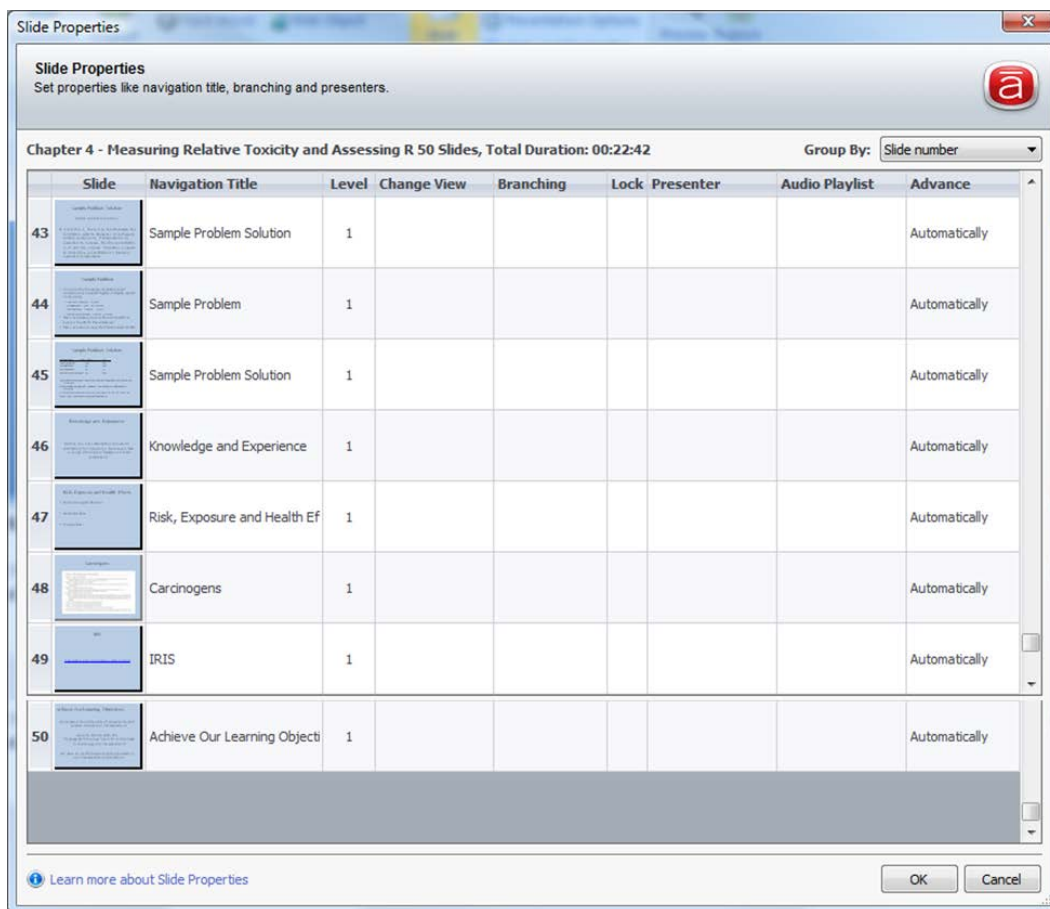 Slide Properties
Slide Properties
Set properties like navigation title, branching and presenters.
Chapter 4 - Measuring Relative Toxicity and Assessing R 50 Slides, Total Duration: 00:22:42 Group By: Slide number
Slide Navigation Title Level Change View Branching Lock Presenter Audio Playlist Advance
43 Sample Problem Solution 1 Automatically
44 Sample Problem 1 Automatically
45 Sample Problem Solution 1 Automatically
46 Knowledge and Experience 1 Automatically
47 Risk, Exposure and Health Ef 1 Automatically
48 Carcinogens 1 Automatically
49 IRIS 1 Automatically
50 Achieve Our Learning Objecti 1 Automatically
Learn more about Slide Properties OK Cancel